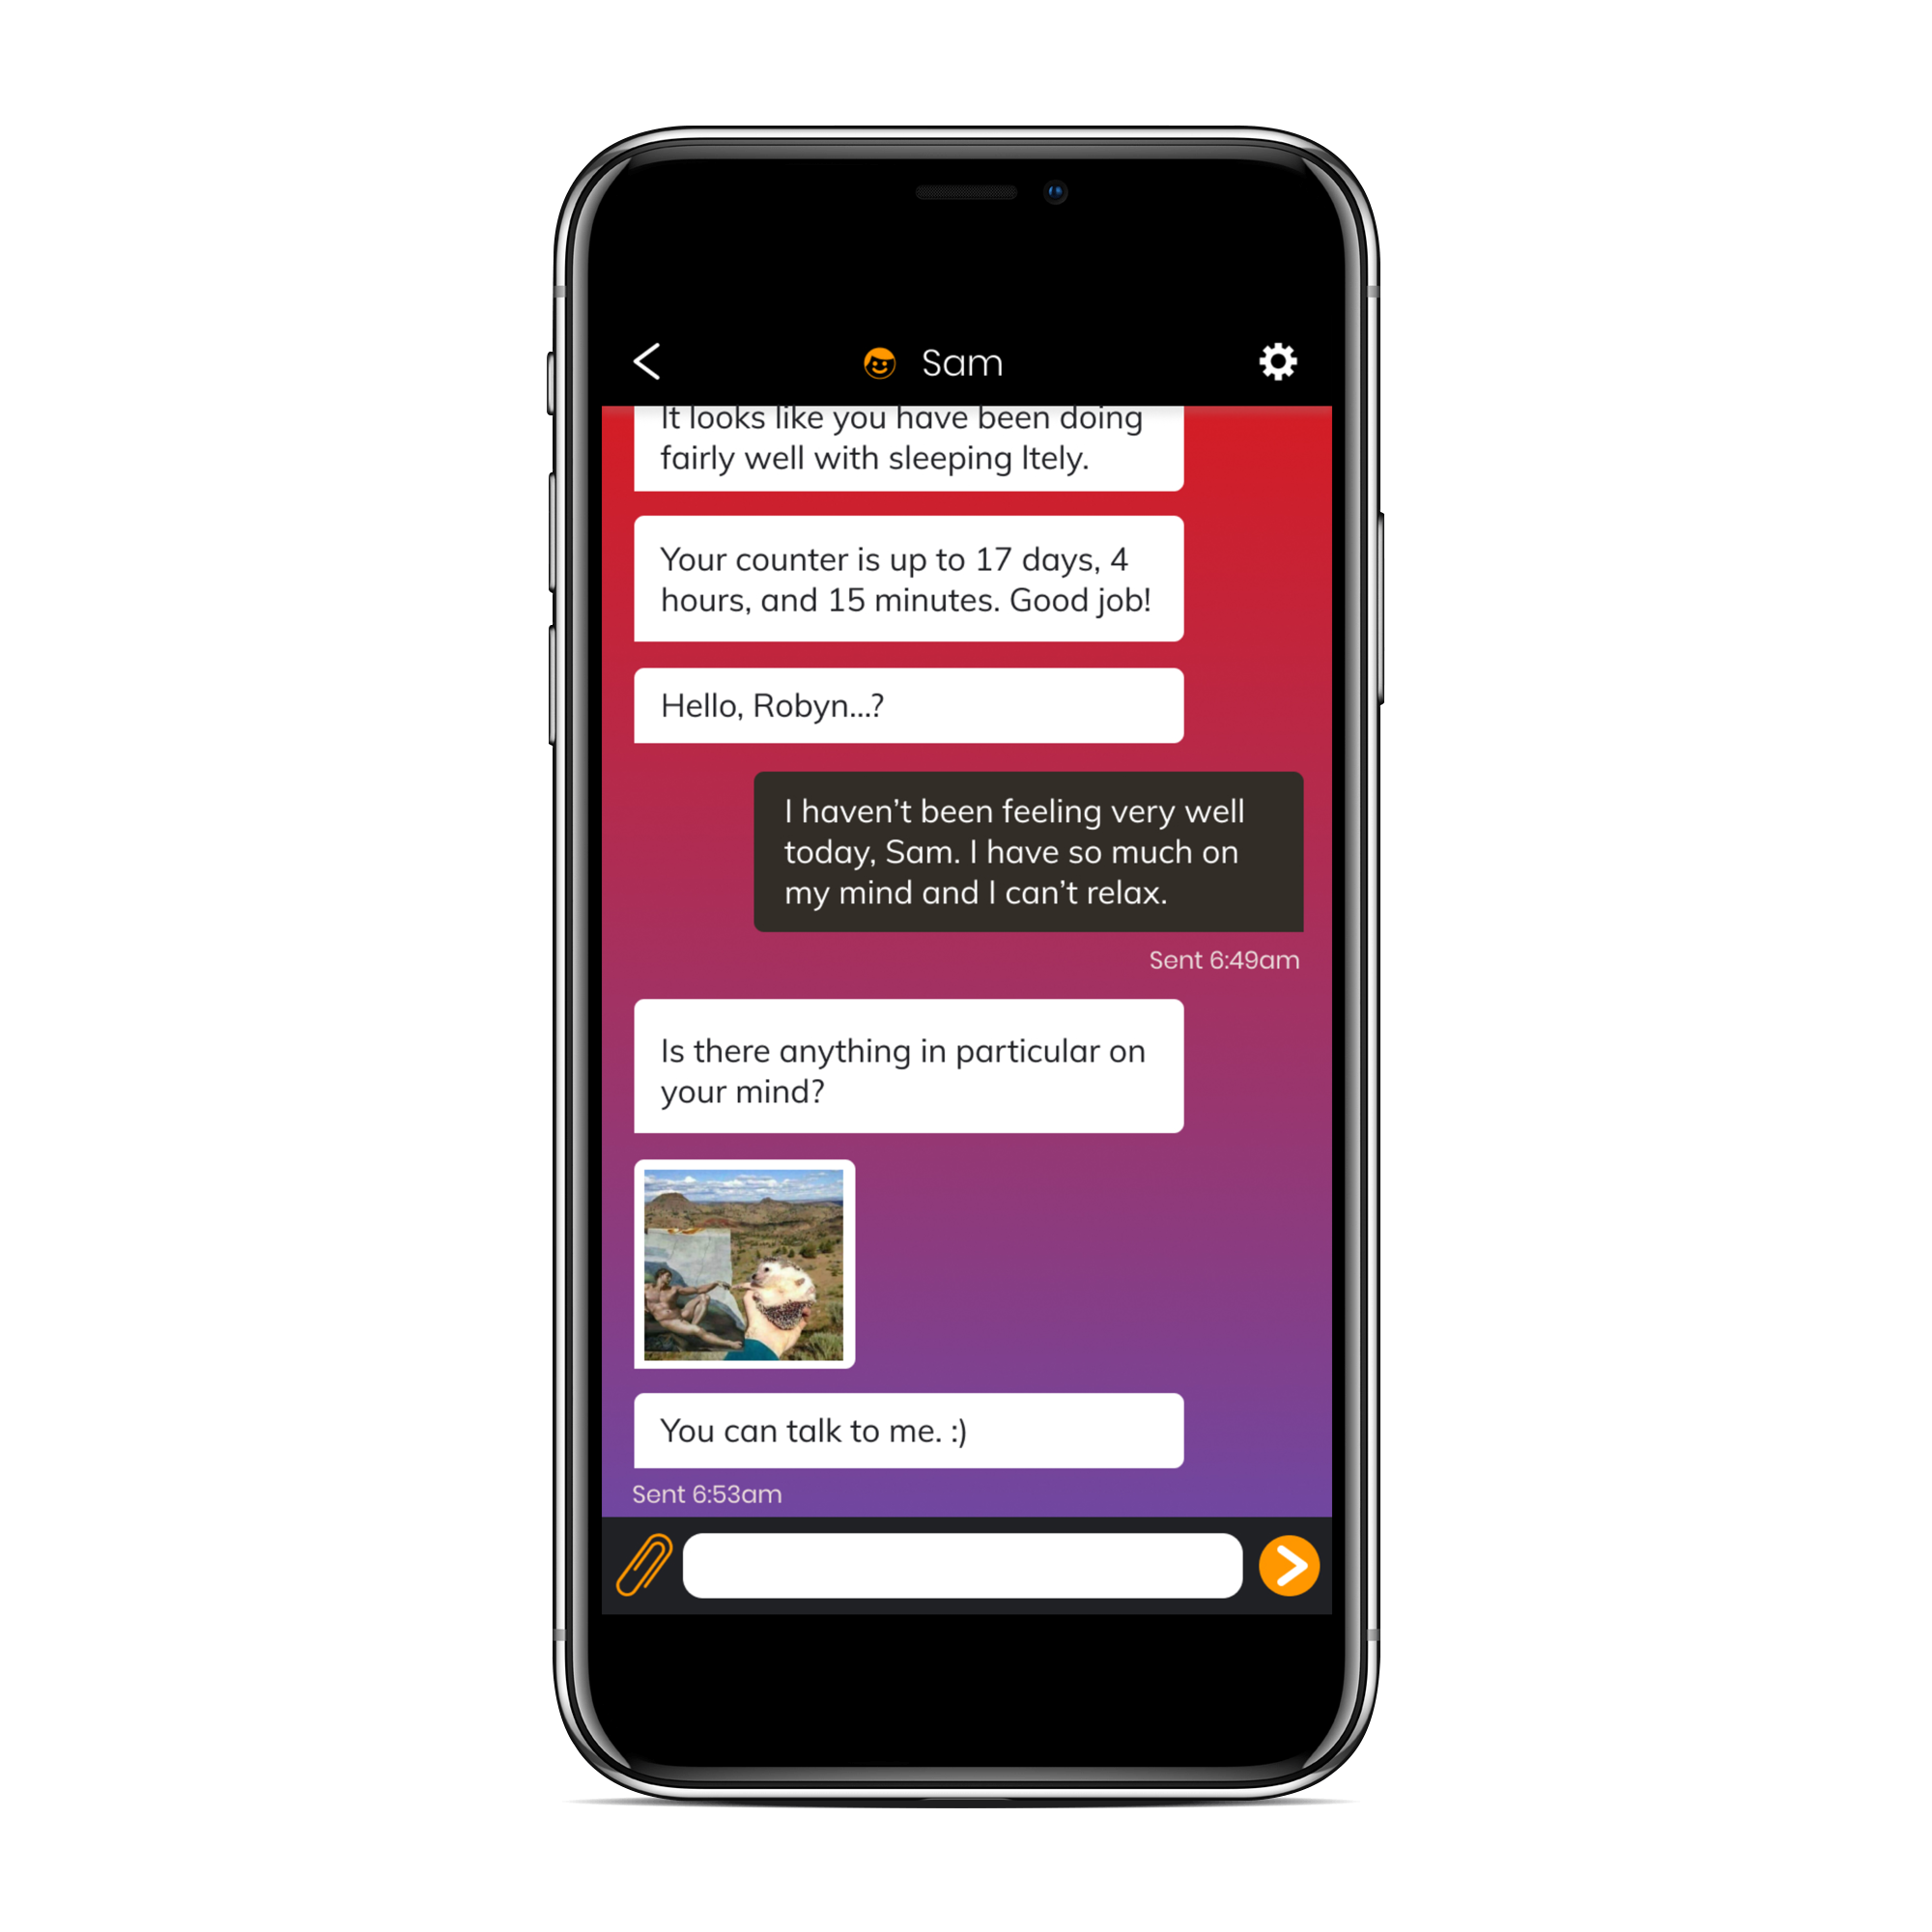 Sam
It looks like you have been doing
fairly well with sleeping ltely.
Your counter is up to 17 days, 4
hours, and 15 minutes. Good job!
Hello, Robyn...?
I haven’t been feeling very well
today, Sam. I have so much on
my mind and I can’t relax.
Sent 6:49am
Is there anything in particular on
your mind?
You can talk to me. :)
Sent 6:53am